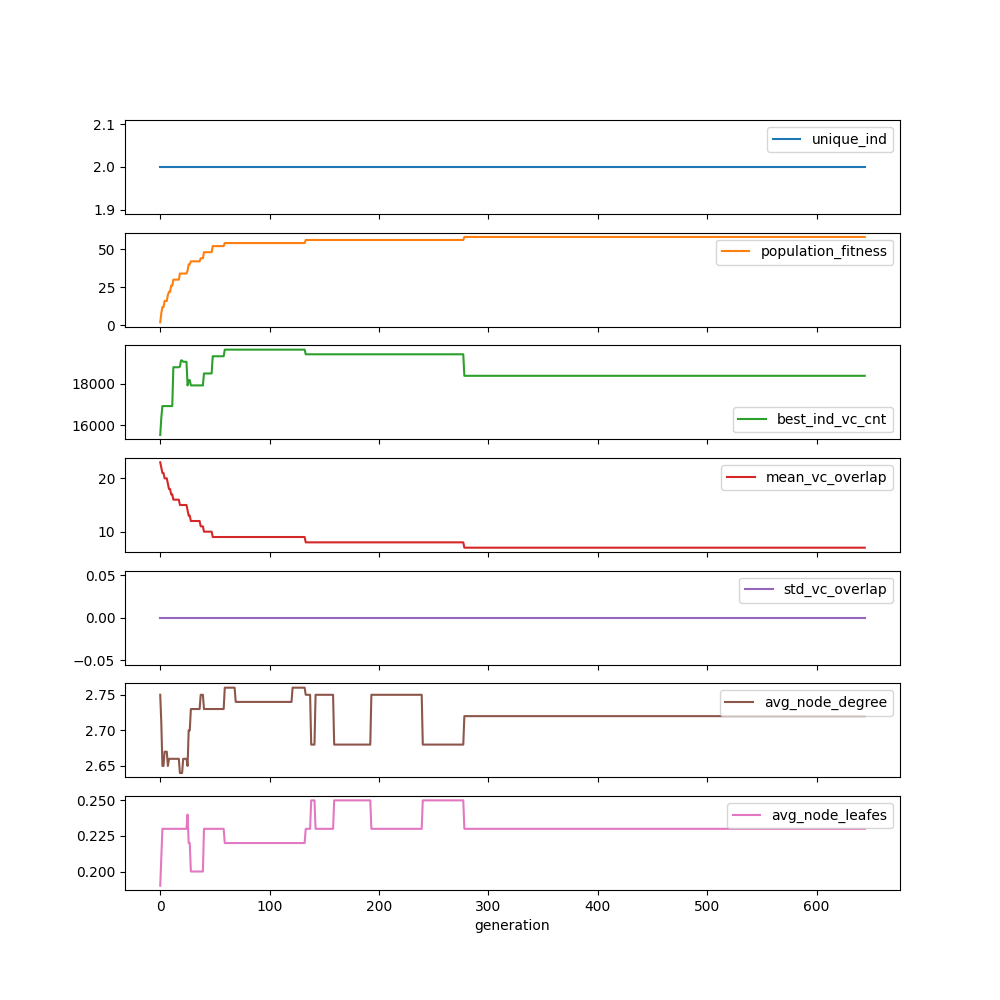 2.1
2.0
1.9
unique_ind
50
25
0
population_fitness
18000
16000
best_ind_vc_cnt
20
10
mean_vc_overlap
0.05
0.00
−0.05
std_vc_overlap
2.75
2.70
2.65
avg_node_degree
0.250
0.225
0.200
avg_node_leafes
0 100 200 300 400 500 600
generation